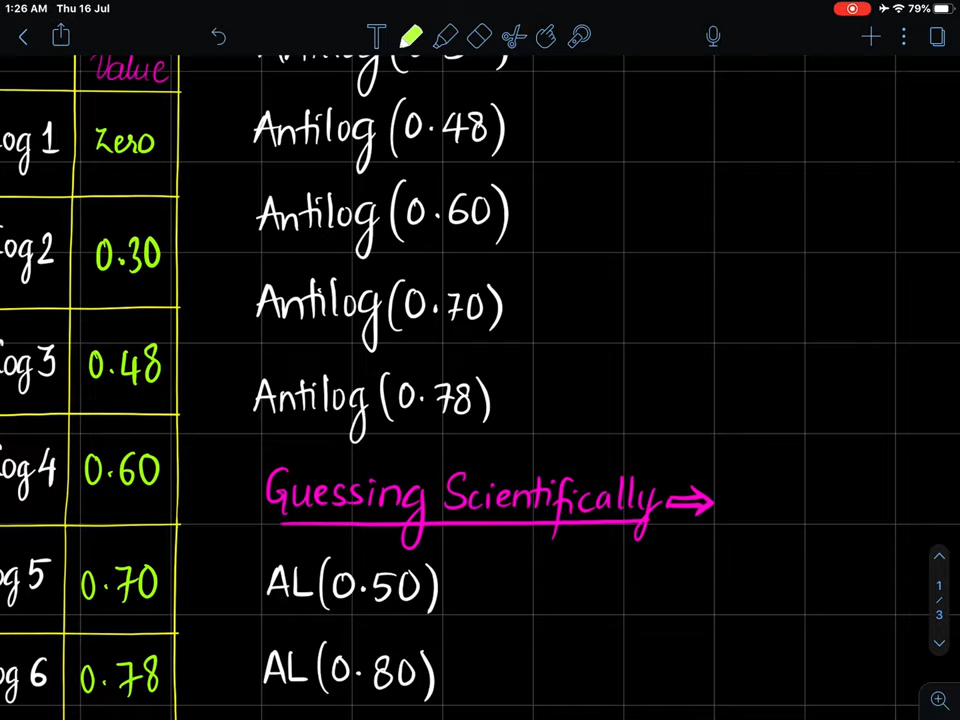 1:26 AM Thu 16 Jul
79%
Value
og 1 Zero
og 2 0.30
og 3 0.48
og 4 0.60
og 5 0.70
og 6 0.78
Antilog (0.48)
Antilog (0.60)
Antilog (0.70)
Antilog (0.78)
Guessing Scientifically ⇒
AL (0.50)
AL (0.80)
1
/
3